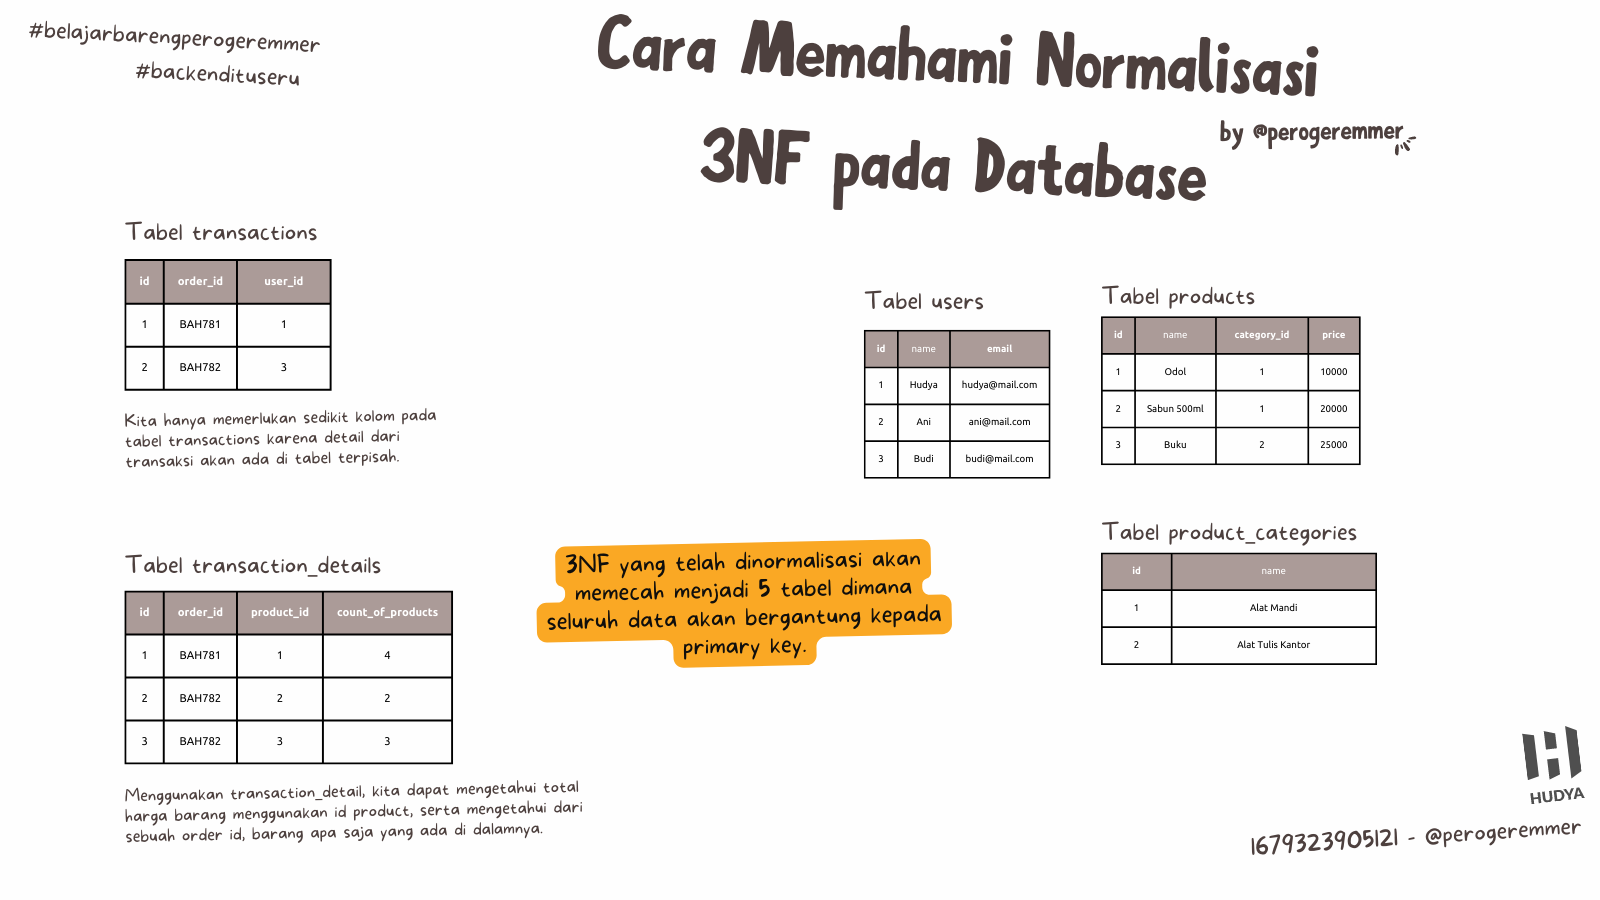 #belajarbarengperogeremmer
#backendituseru
Cara Memahami Normalisasi
3NF pada Database
by @perogeremmer
Tabel transactions
id order_id user_id
1 BAH781 1
2 BAH782 3
Kita hanya memerlukan sedikit kolom pada
tabel transactions karena detail dari
transaksi akan ada di tabel terpisah.
Tabel users
id name email
1 Hudya hudya@mail.com
2 Ani ani@mail.com
3 Budi budi@mail.com
Tabel products
id name category_id price
1 Odol 1 10000
2 Sabun 500ml 1 20000
3 Buku 2 25000
Tabel transaction_details
id order_id product_id count_of_products
1 BAH781 1 4
2 BAH782 2 2
3 BAH782 3 3
Menggunakan transaction_detail, kita dapat mengetahui total
harga barang menggunakan id product, serta mengetahui dari
sebuah order id, barang apa saja yang ada di dalamnya.
3NF yang telah dinormalisasi akan
memecah menjadi 5 tabel dimana
seluruh data akan bergantung kepada
primary key.
Tabel product_categories
id name
1 Alat Mandi
2 Alat Tulis Kantor
HUDYA
1679323905121 - @perogeremmer